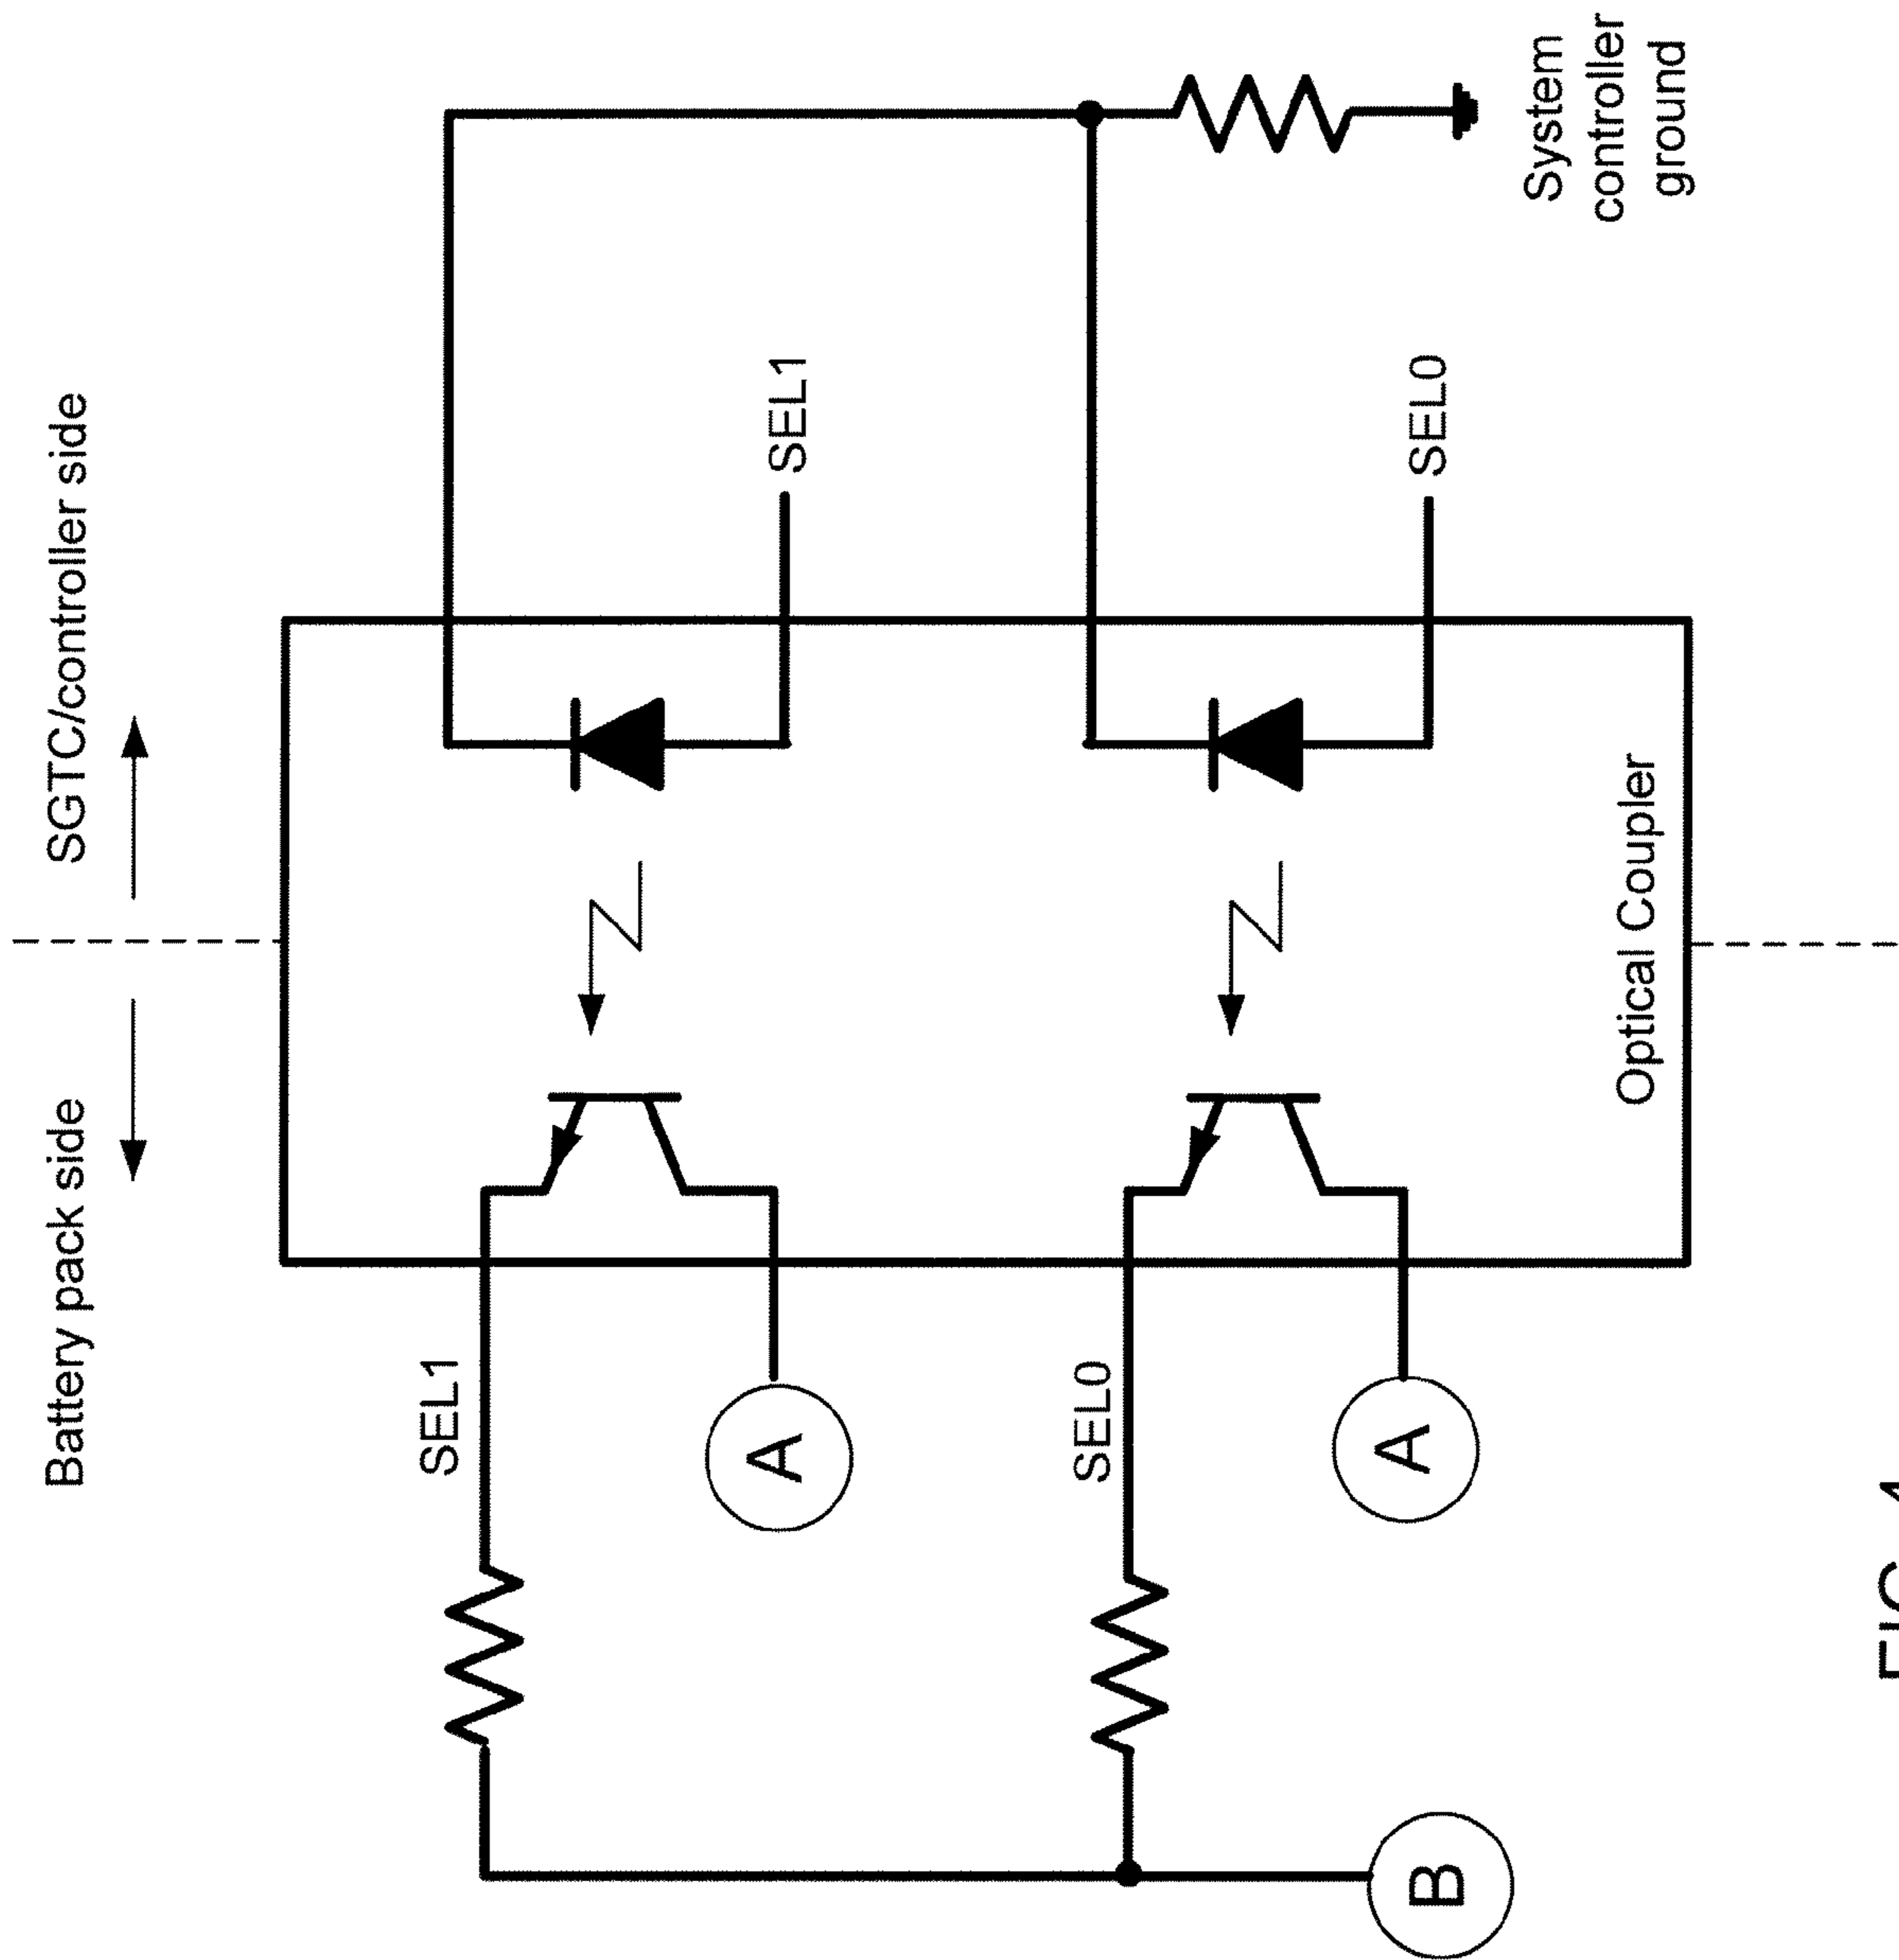 Battery pack side
SGTC/controller side
SEL1
A
SEL1
SEL0
B
A
SEL0
System
controller
ground
Optical Coupler